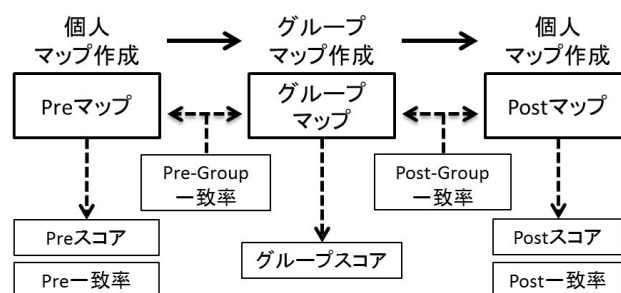 個人
マップ作成
グループ
マップ作成
個人
マップ作成
Preマップ
グループ
マップ
Postマップ
Pre-Group
一致率
Post-Group
一致率
Preスコア
グループスコア
Postスコア
Pre一致率
Post一致率